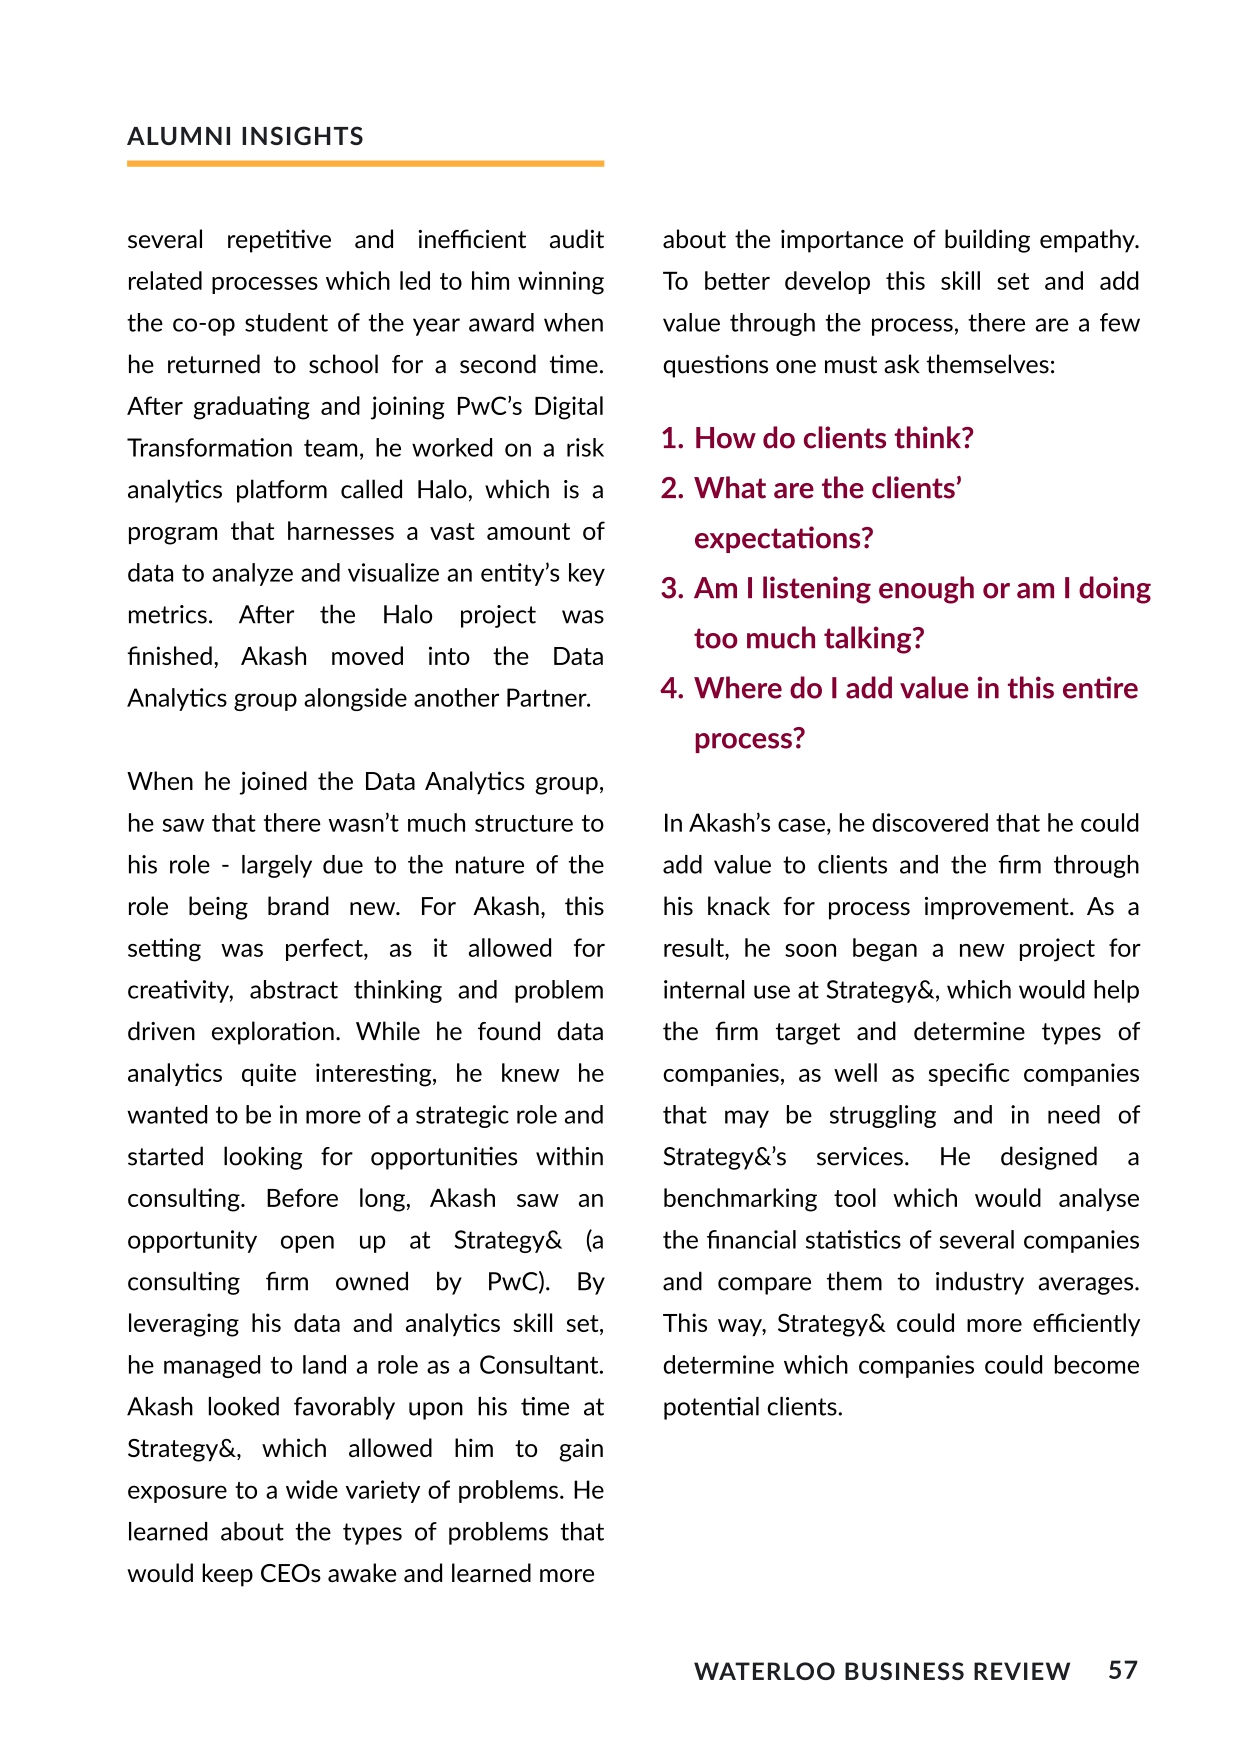 ALUMNI INSIGHTS
several repetitive and inefficient audit
related processes which led to him winning
the co-op student of the year award when
he returned to school for a second time.
After graduating and joining PwC’s Digital
Transformation team, he worked on a risk
analytics platform called Halo, which is a
program that harnesses a vast amount of
data to analyze and visualize an entity’s key
metrics. After the Halo project was
finished, Akash moved into the Data
Analytics group alongside another Partner.
When he joined the Data Analytics group,
he saw that there wasn’t much structure to
his role - largely due to the nature of the
role being brand new. For Akash, this
setting was perfect, as it allowed for
creativity, abstract thinking and problem
driven exploration. While he found data
analytics quite interesting, he knew he
wanted to be in more of a strategic role and
started looking for opportunities within
consulting. Before long, Akash saw an
opportunity open up at Strategy& (a
consulting firm owned by PwC). By
leveraging his data and analytics skill set,
he managed to land a role as a Consultant.
Akash looked favorably upon his time at
Strategy&, which allowed him to gain
exposure to a wide variety of problems. He
learned about the types of problems that
would keep CEOs awake and learned more
about the importance of building empathy.
To better develop this skill set and add
value through the process, there are a few
questions one must ask themselves:
1. How do clients think?
2. What are the clients’
expectations?
3. Am I listening enough or am I doing
too much talking?
4. Where do I add value in this entire
process?
In Akash’s case, he discovered that he could
add value to clients and the firm through
his knack for process improvement. As a
result, he soon began a new project for
internal use at Strategy&, which would help
the firm target and determine types of
companies, as well as specific companies
that may be struggling and in need of
Strategy&’s services. He designed a
benchmarking tool which would analyse
the financial statistics of several companies
and compare them to industry averages.
This way, Strategy& could more efficiently
determine which companies could become
potential clients.
WATERLOO BUSINESS REVIEW 57